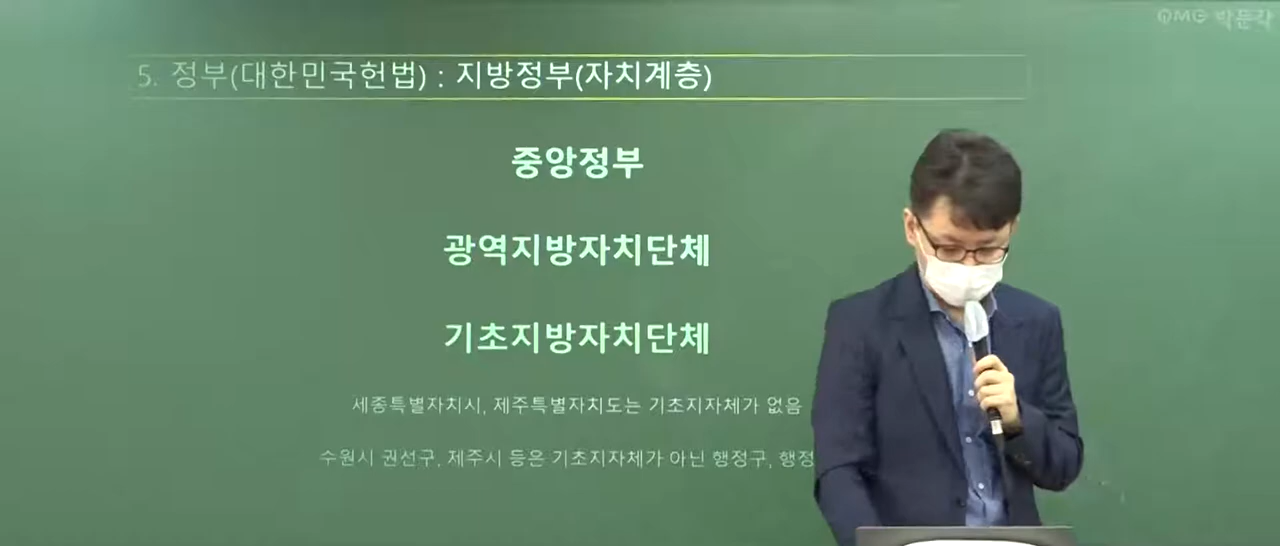 QMG 박문각
5. 정부(대한민국헌법) : 지방정부(자치계층)
중앙정부
광역지방자치단체
기초지방자치단체
세종특별자치시, 제주특별자치도는 기초지자체가 없음
수원시 권선구, 제주시 등은 기초지자체가 아닌 행정구, 행정